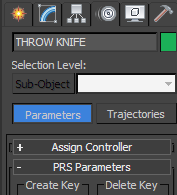 THROW KNIFE
Selection Level:
Sub-Object
Parameters Trajectories
+ Assign Controller
- PRS Parameters
Create Key Delete Key